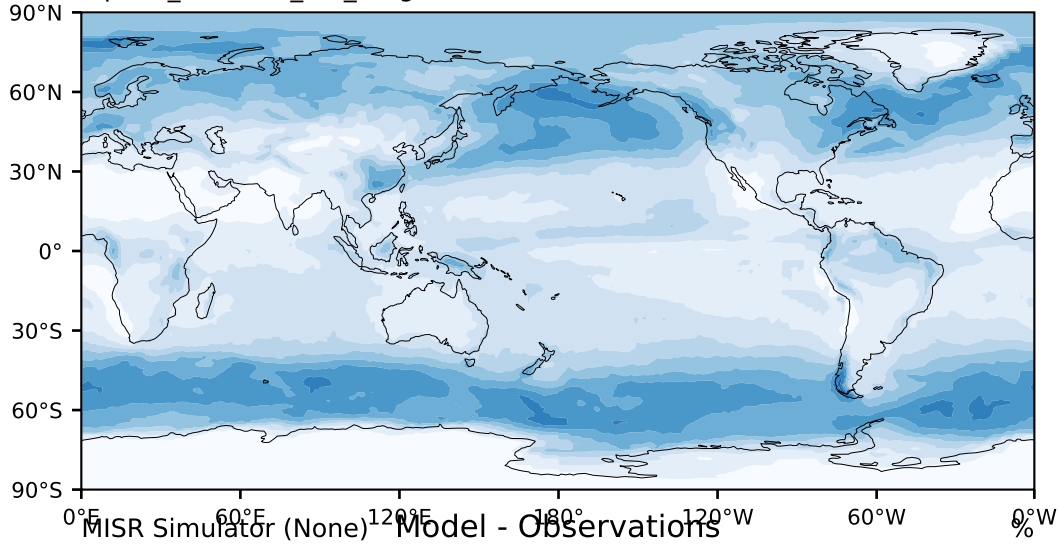 90°N
60°N
30°N
0°
30°S
60°S
90°S
0°E 60°E 120°E 180° 120°W 60°W 0°W
MISR Simulator (None) Model - Observations %